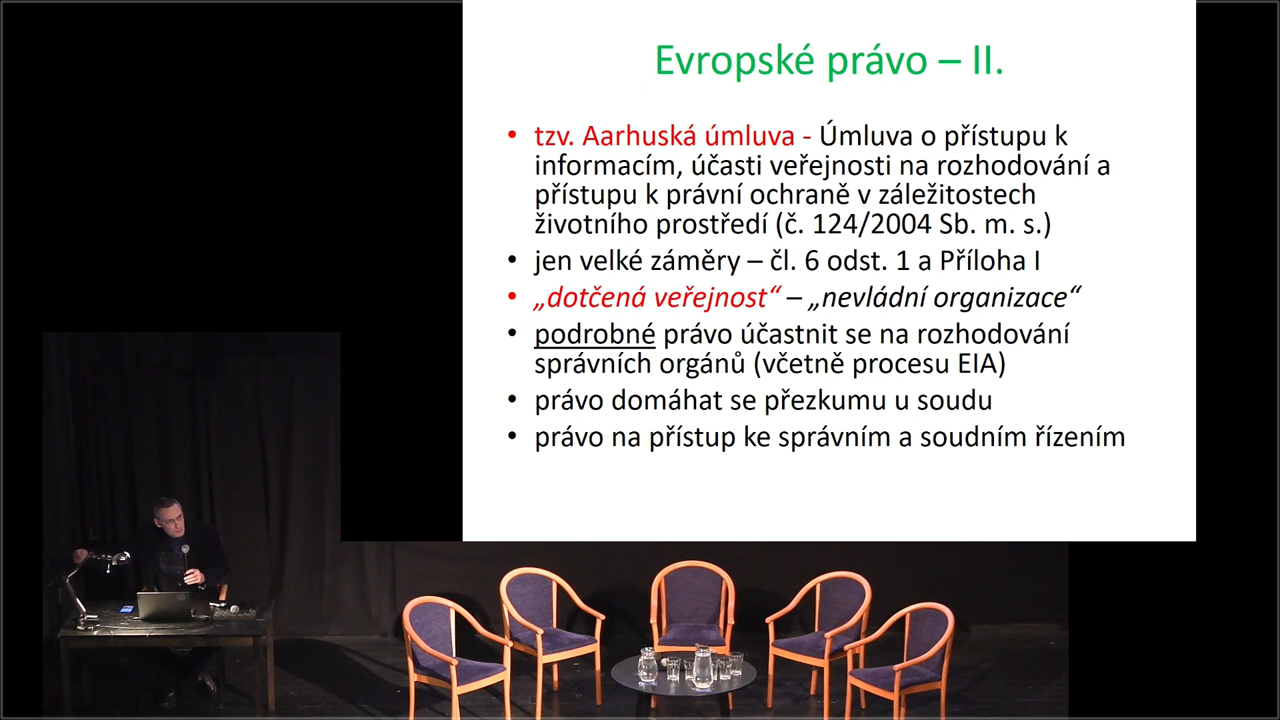 Evropské právo – II.
• tzv. Aarhuská úmluva - Úmluva o přístupu k
informacím, účasti veřejnosti na rozhodování a
přístupu k právní ochraně v záležitostech
životního prostředí (č. 124/2004 Sb. m. s.)
• jen velké záměry – čl. 6 odst. 1 a Příloha I
• „dotčená veřejnost“ – „nevládní organizace“
• podrobné právo účastnit se na rozhodování
správních orgánů (včetně procesu EIA)
• právo domáhat se přezkumu u soudu
• právo na přístup ke správním a soudním řízením